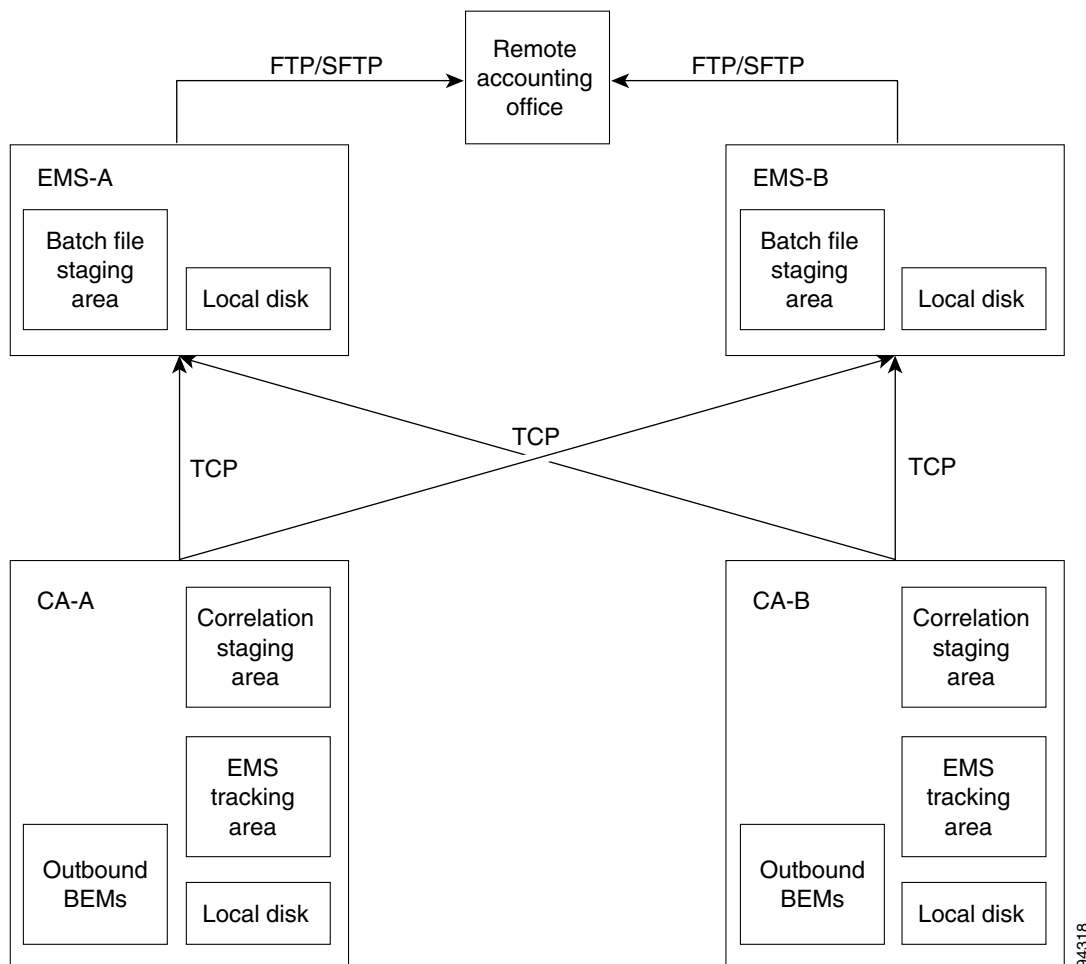 Remote
accounting
office
FTP/SFTP
FTP/SFTP
EMS-A
Batch file
staging
area
Local disk
EMS-B
Batch file
staging
area
Local disk
TCP
TCP
TCP
CA-A
Correlation
staging
area
EMS
tracking
area
Outbound
BEMs
Local disk
CA-B
Correlation
staging
area
EMS
tracking
area
Outbound
BEMs
Local disk
94318